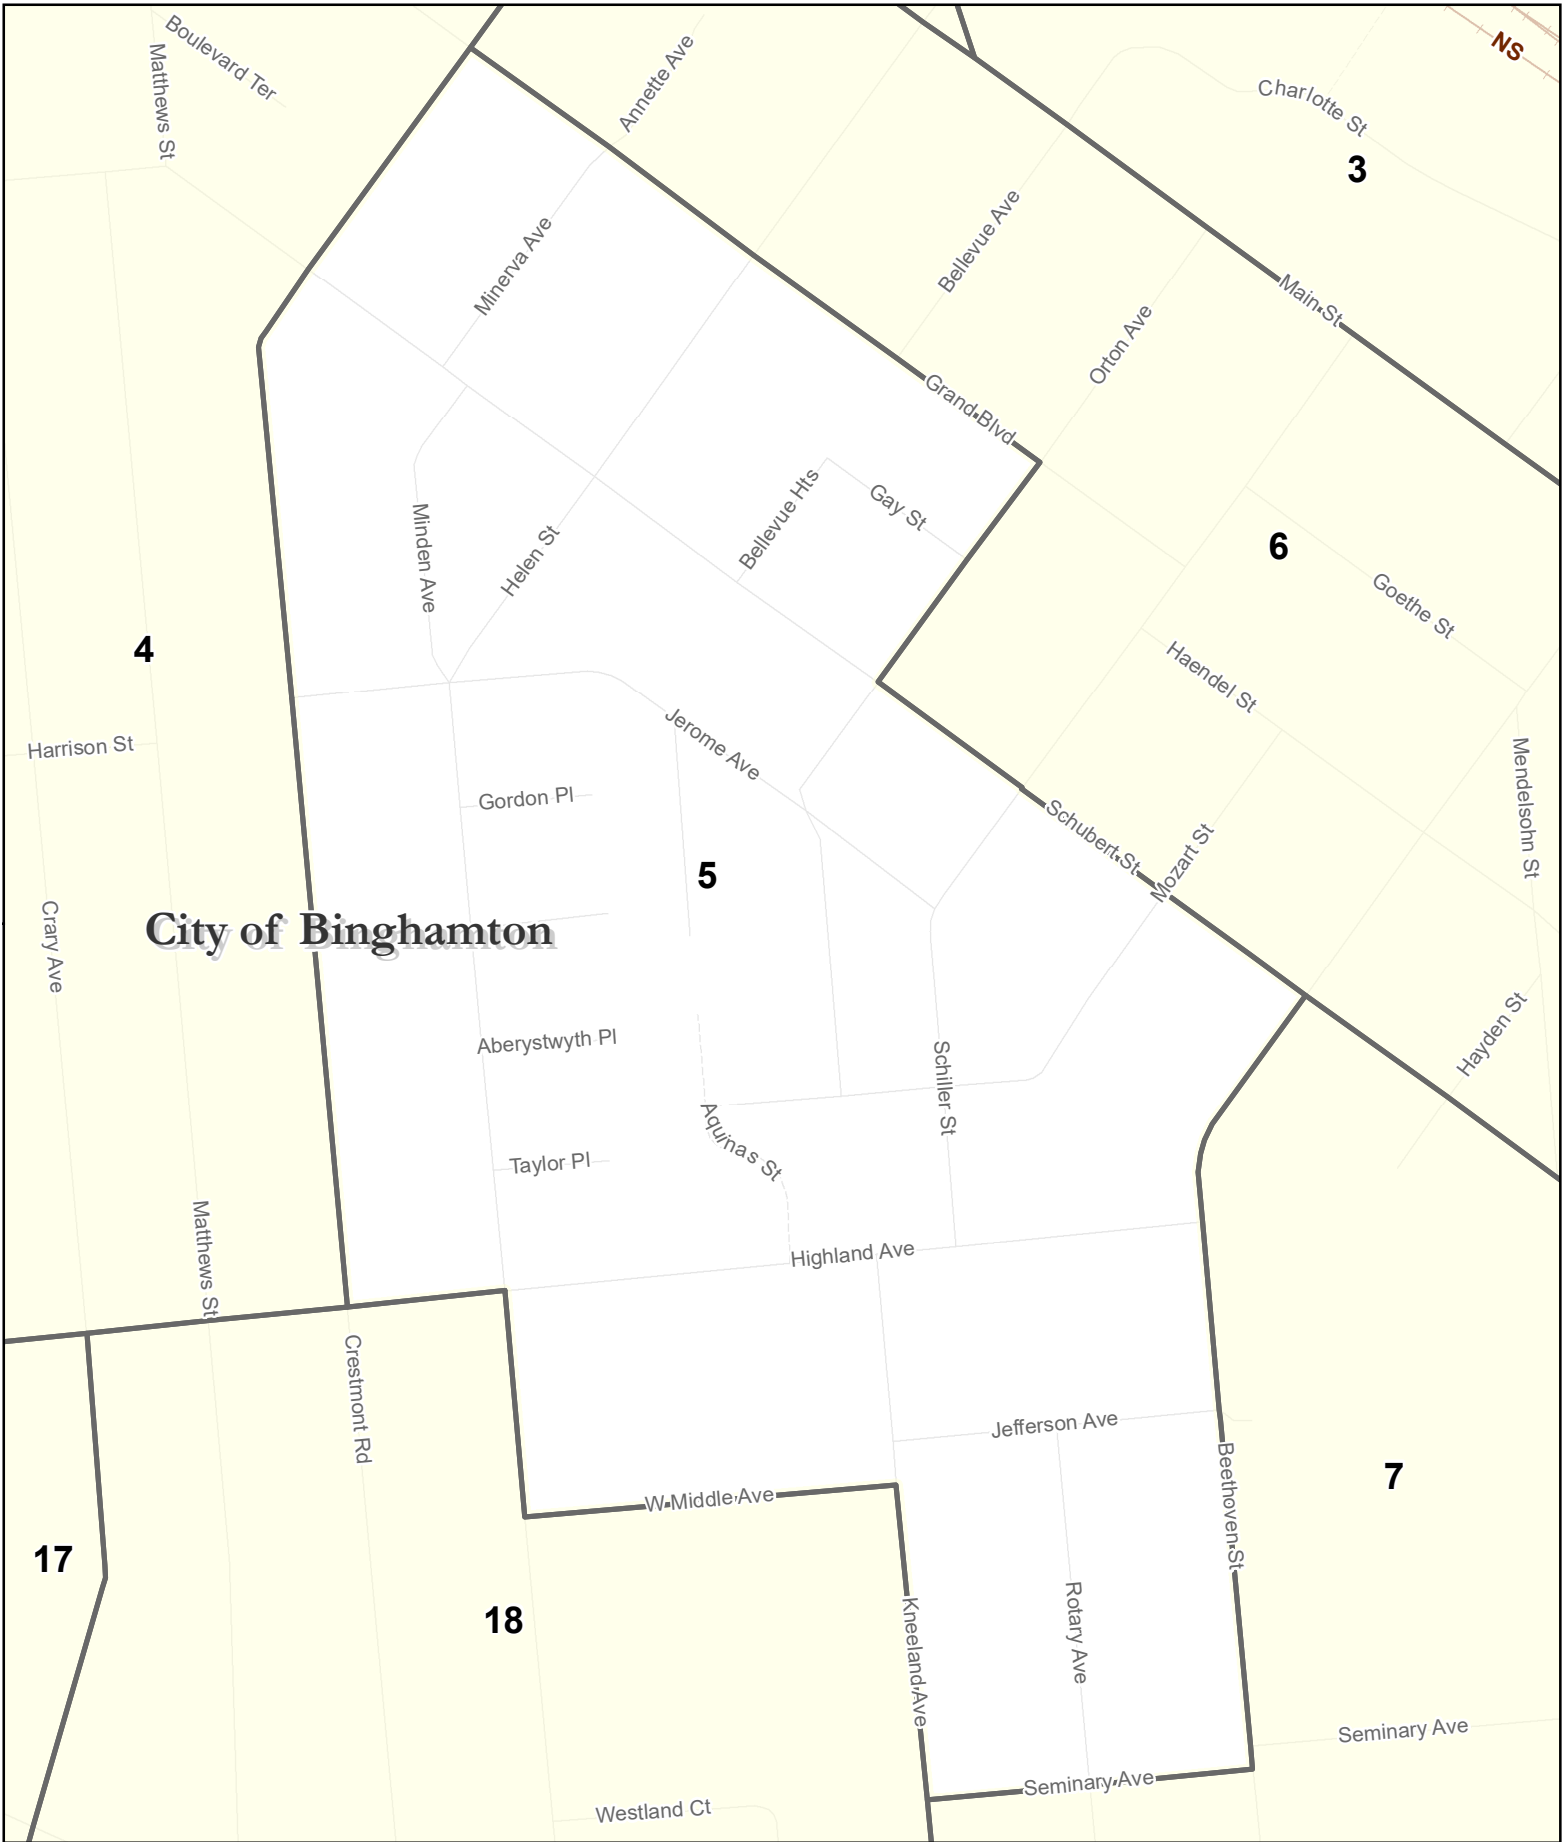 Boulevard Ter
Matthews St
Annette Ave
NS
Charlotte St
3
Minerva Ave
Bellevue Ave
Main St
Orton Ave
Grand Blvd
Bellevue Hts
Gay St
Minden Ave
Helen St
6
Goethe St
4
Haendel St
Jerome Ave
Harrison St
Gordon Pl
Mendelsohn St
Schubert St
Mozart St
5
City of Binghamton
Crary Ave
Aberystwyth Pl
Hayden St
Schiller St
Aquinas St
Taylor Pl
Highland Ave
Matthews St
Crestmont Rd
Jefferson Ave
W Middle Ave
Beethoven St
7
17
18
Kneeland Ave
Rotary Ave
Seminary Ave
Seminary Ave
Westland Ct